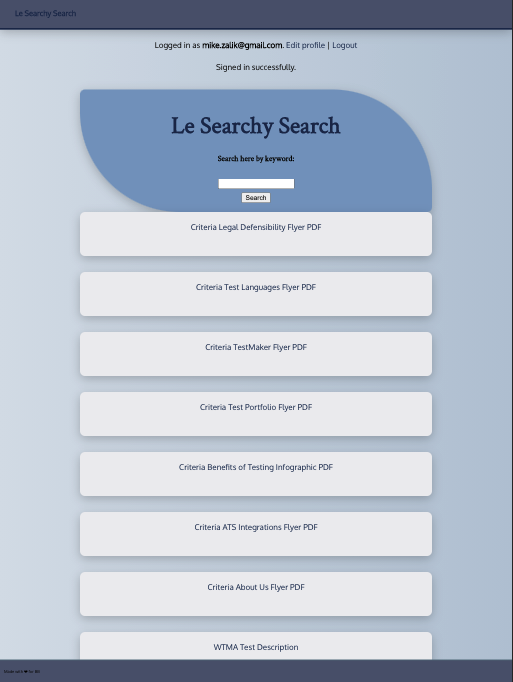 Le Searchy Search
Logged in as mike.zalik@gmail.com. Edit profile | Logout
Signed in successfully.
Le Searchy Search
Search here by keyword:
Search
Criteria Legal Defensibility Flyer PDF
Criteria Test Languages Flyer PDF
Criteria TestMaker Flyer PDF
Criteria Test Portfolio Flyer PDF
Criteria Benefits of Testing Infographic PDF
Criteria ATS Integrations Flyer PDF
Criteria About Us Flyer PDF
WTMA Test Description